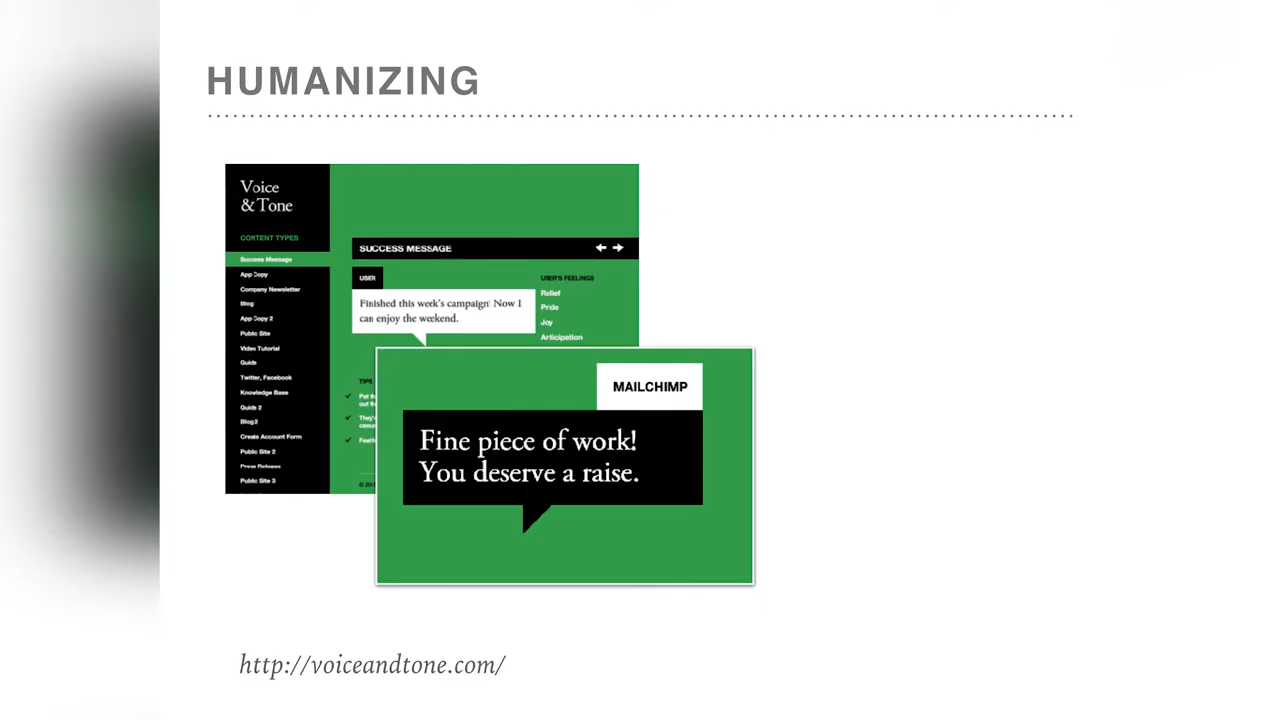 HUMANIZING
Voice
& Tone
CONTENT TYPES
Success Message
App Copy
Company Newsletter
Blog
App Copy 2
Public Site
Video Tutorial
Guide
Twitter, Facebook
Knowledge Base
Guide 2
Blog 2
Create Account Form
Public Site 2
Press Release
Public Site 3
SUCCESS MESSAGE
USER
Finished this week's campaign! Now I
can enjoy the weekend.
USER'S FEELINGS
Relief
Pride
Joy
Anticipation
TIPS
MAILCHIMP
Fine piece of work!
You deserve a raise.
http://voiceandtone.com/